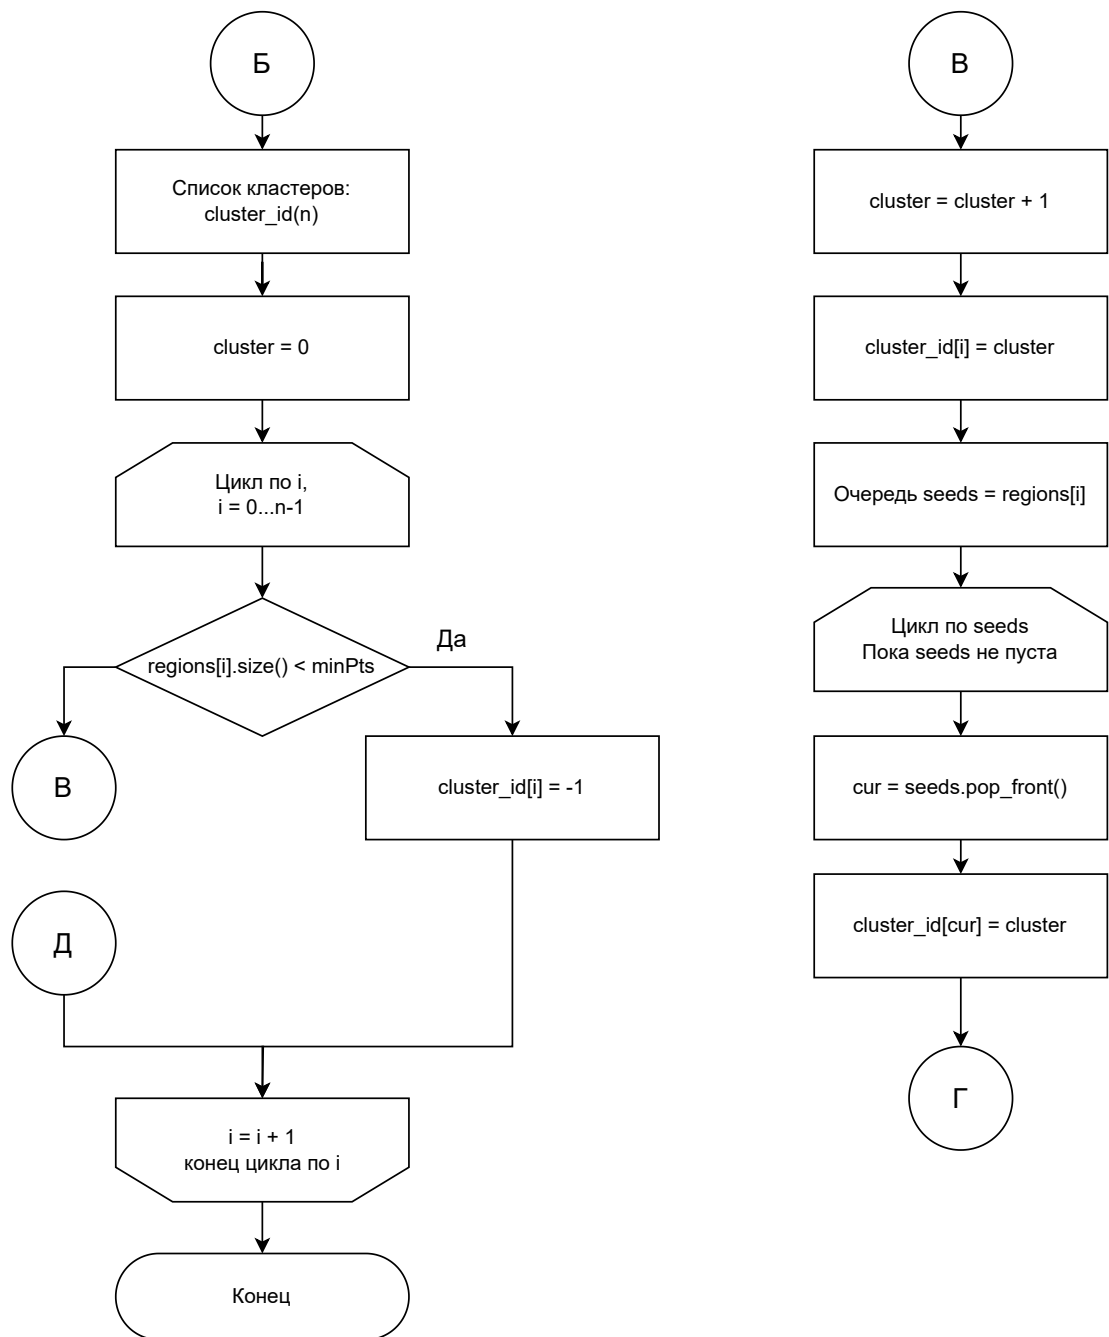 Б
Список кластеров:
cluster_id(n)
cluster = 0
Цикл по i,
i = 0...n-1
regions[i].size() < minPts
Да
В
cluster_id[i] = -1
Д
i = i + 1
конец цикла по i
Конец
В
cluster = cluster + 1
cluster_id[i] = cluster
Очередь seeds = regions[i]
Цикл по seeds
Пока seeds не пуста
cur = seeds.pop_front()
cluster_id[cur] = cluster
Г